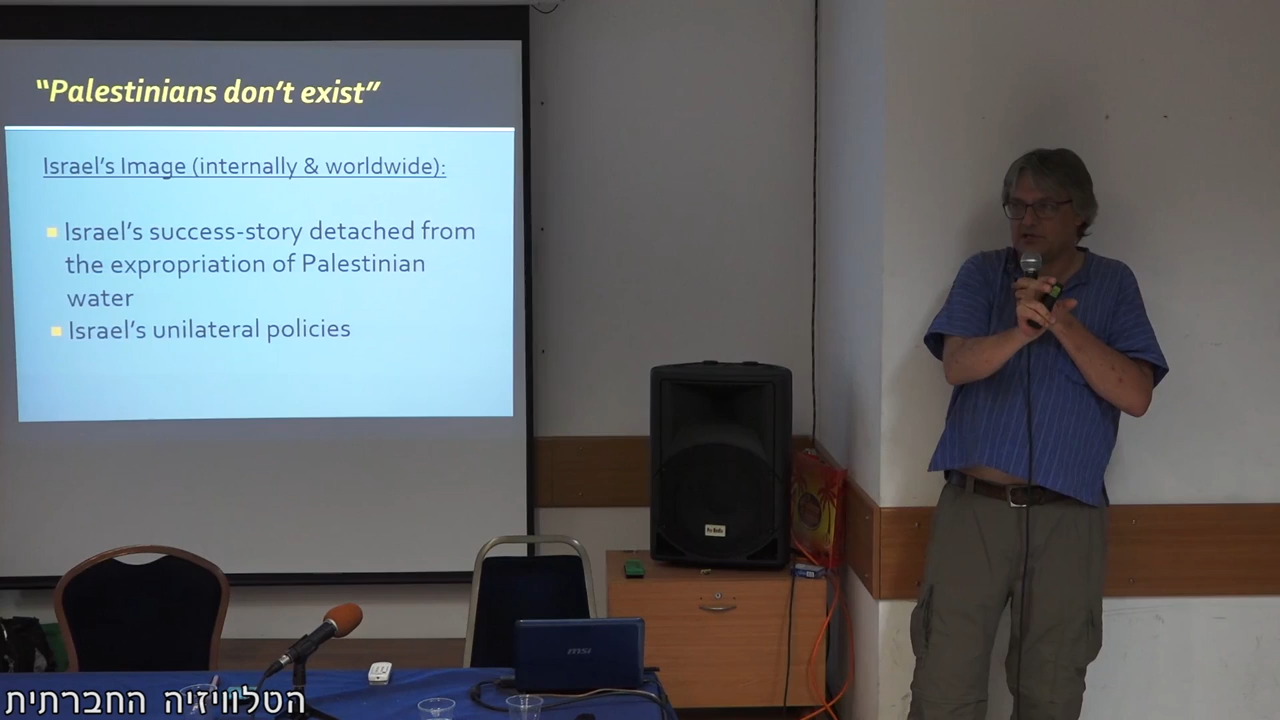 “Palestinians don’t exist”
Israel’s Image (internally & worldwide):
Israel’s success-story detached from
the expropriation of Palestinian
water
Israel’s unilateral policies
msi
הטלוויזיה החברתית